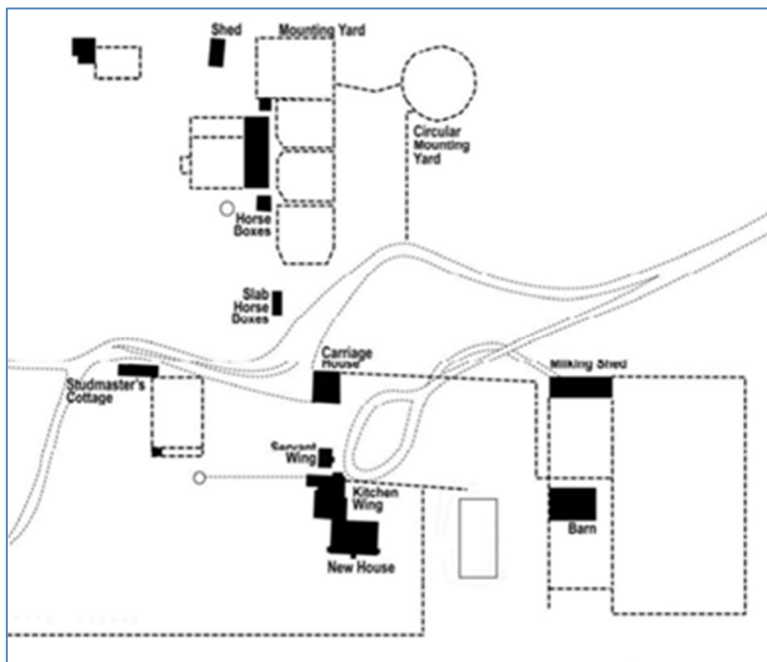 Shed
Mounting Yard
Circular
Mounting
Yard
Horse
Boxes
Slab
Horse
Boxes
Carriage
House
Milking Shed
Studmaster's
Cottage
Servant
Wing
Kitchen
Wing
Barn
New House